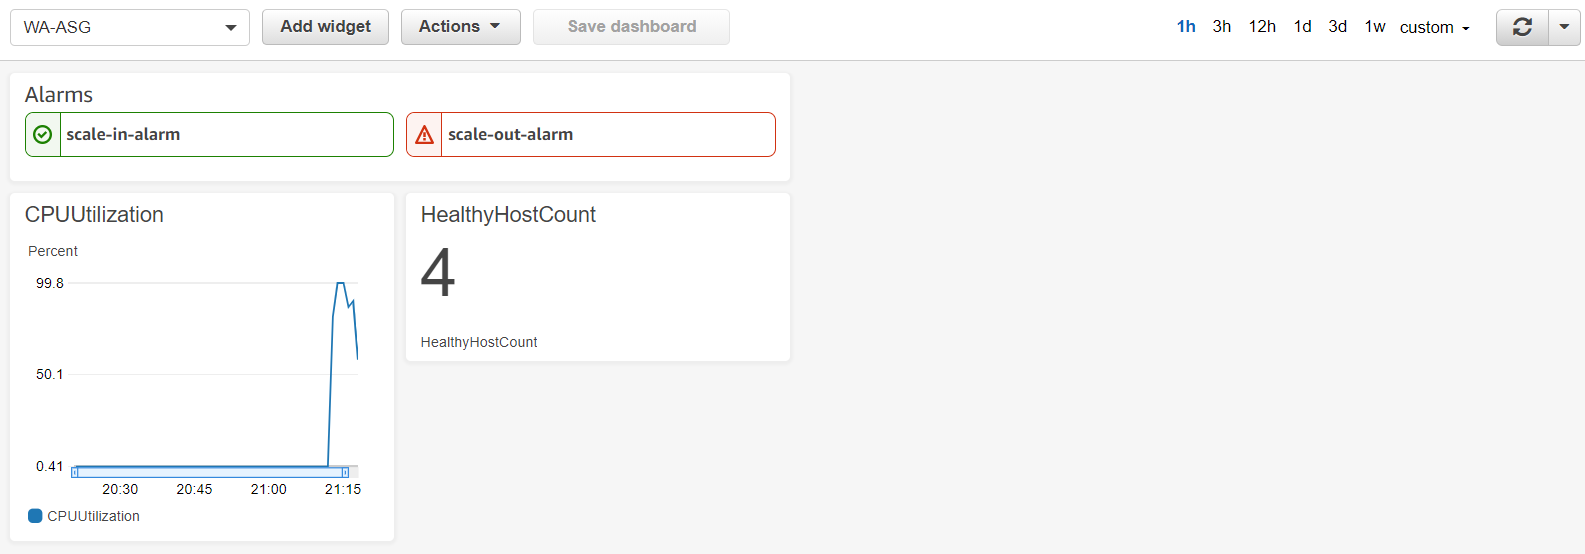 WA-ASG Add widget Actions Save dashboard 1h 3h 12h 1d 3d 1w custom
Alarms
scale-in-alarm scale-out-alarm
CPUUtilization
Percent
99.8
50.1
0.41
20:30 20:45 21:00 21:15
CPUUtilization
HealthyHostCount
4
HealthyHostCount